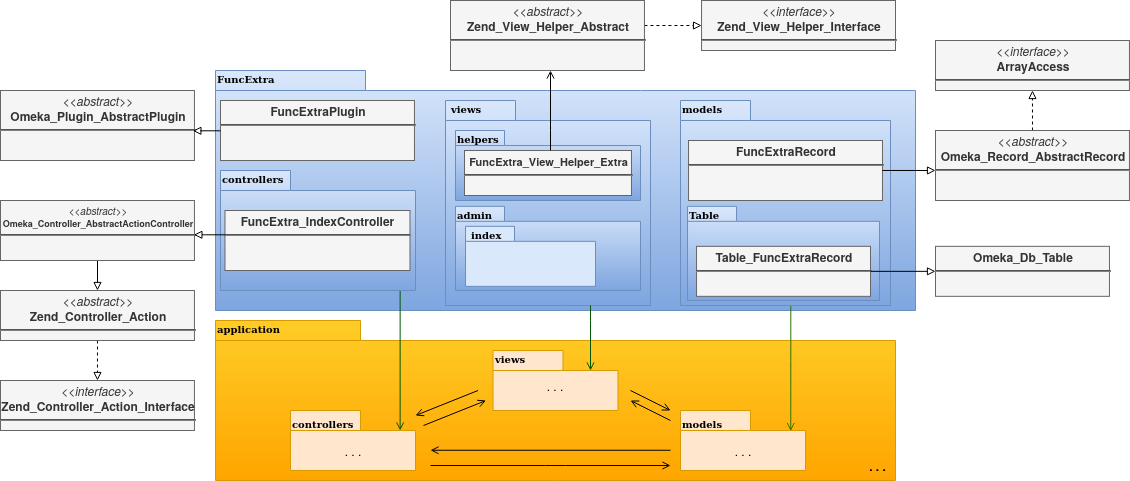 <<abstract>>
Zend_View_Helper_Abstract
<<interface>>
Zend_View_Helper_Interface
<<interface>>
ArrayAccess
FuncExtra
<<abstract>>
Omeka_Plugin_AbstractPlugin
FuncExtraPlugin
views
models
helpers
FuncExtra_View_Helper_Extra
FuncExtraRecord
<<abstract>>
Omeka_Record_AbstractRecord
controllers
<<abstract>>
Omeka_Controller_AbstractActionController
FuncExtra_IndexController
admin
index
Table
Table_FuncExtraRecord
Omeka_Db_Table
<<abstract>>
Zend_Controller_Action
application
views
...
<<interface>>
Zend_Controller_Action_Interface
controllers
...
models
...
...